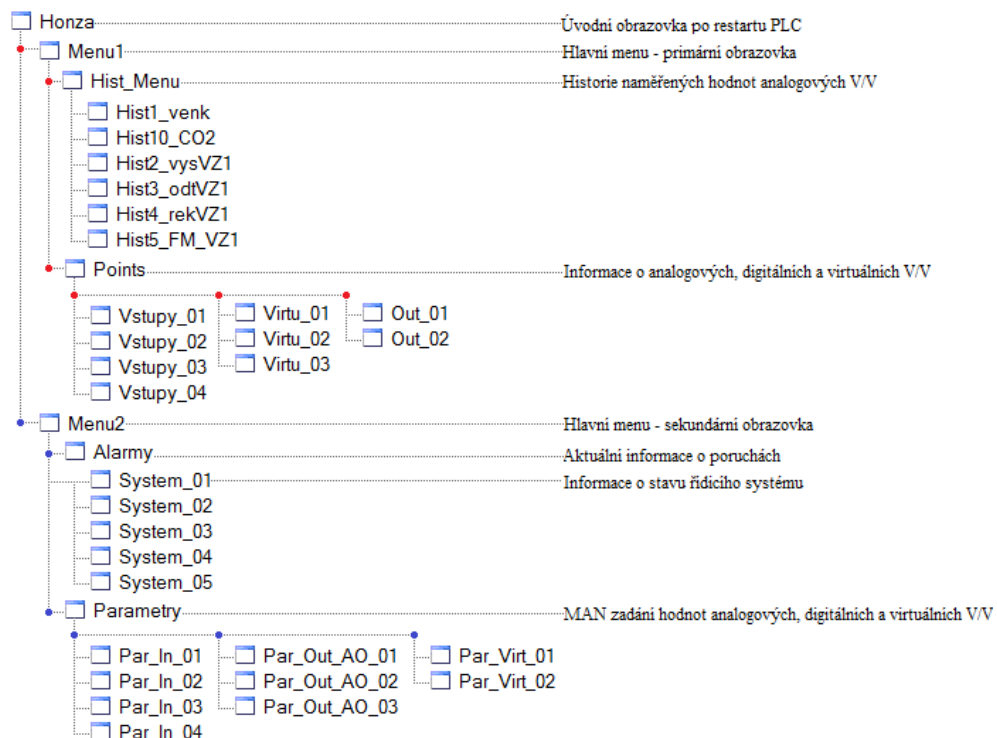 Honza Úvodní obrazovka po restartu PLC
Menu1 Hlavní menu - primární obrazovka
Hist_Menu Historie naměřených hodnot analogových V/V
Hist1_venk
Hist10_CO2
Hist2_vysVZ1
Hist3_odtVZ1
Hist4_rekVZ1
Hist5_FM_VZ1
Points Informace o analogových, digitálních a virtuálních V/V
Vstupy_01 Virtu_01 Out_01
Vstupy_02 Virtu_02 Out_02
Vstupy_03 Virtu_03
Vstupy_04
Menu2 Hlavní menu - sekundární obrazovka
Alarmy Aktuální informace o poruchách
System_01 Informace o stavu řídicího systému
System_02
System_03
System_04
System_05
Parametry MAN zadání hodnot analogových, digitálních a virtuálních V/V
Par_In_01 Par_Out_AO_01 Par_Virt_01
Par_In_02 Par_Out_AO_02 Par_Virt_02
Par_In_03 Par_Out_AO_03
Par_In_04